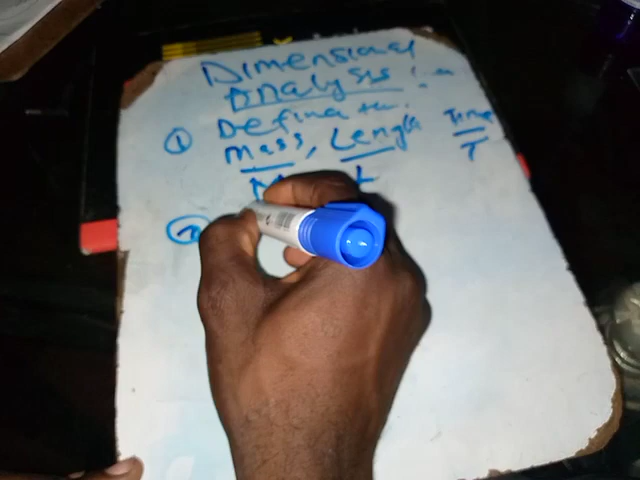 Dimensional
Analysis :-
① Define the.
Mass, Length Time
M L T
②